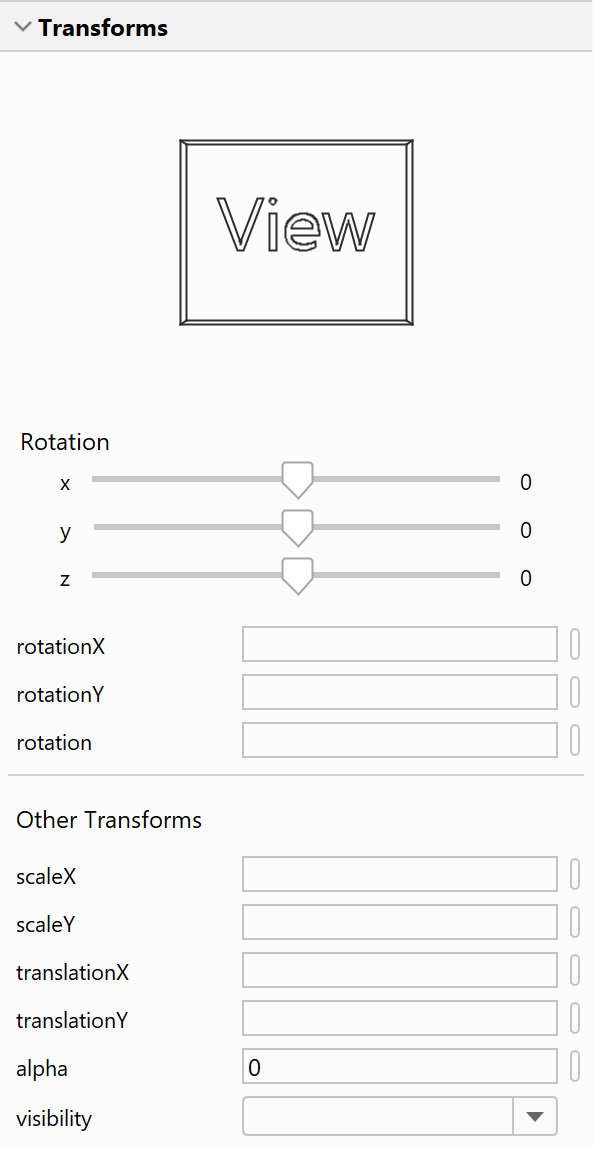 Transforms
View
Rotation
x 0
y 0
z 0
rotationX
rotationY
rotation
Other Transforms
scaleX
scaleY
translationX
translationY
alpha 0
visibility